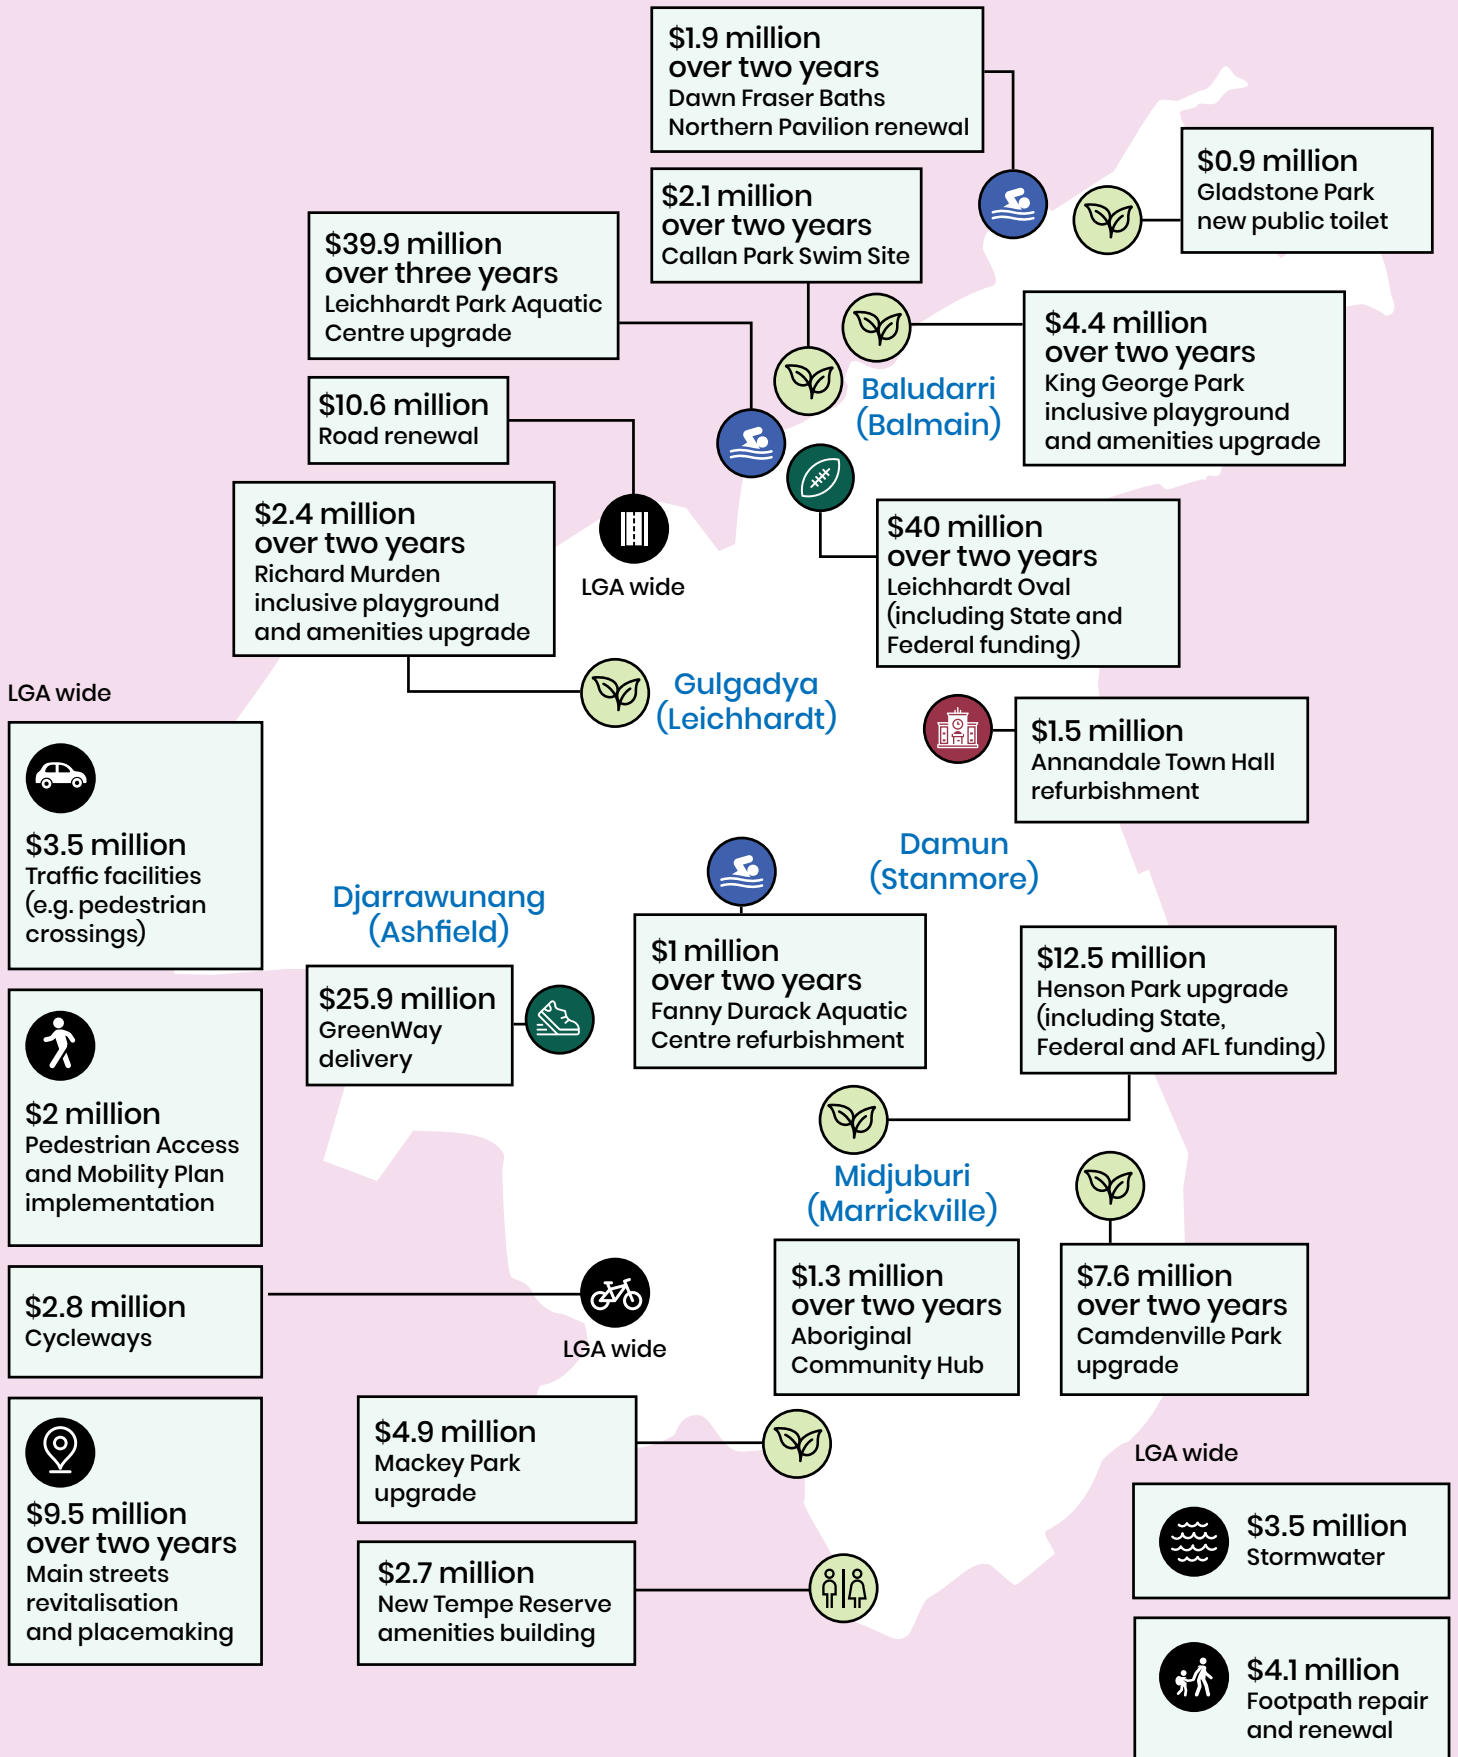 $1.9 million
over two years
Dawn Fraser Baths
Northern Pavilion renewal
$0.9 million
Gladstone Park
new public toilet
$2.1 million
over two years
Callan Park Swim Site
$39.9 million
over three years
Leichhardt Park Aquatic
Centre upgrade
$4.4 million
over two years
King George Park
inclusive playground
and amenities upgrade
Baludarri
(Balmain)
$10.6 million
Road renewal
LGA wide
$2.4 million
over two years
Richard Murden
inclusive playground
and amenities upgrade
$40 million
over two years
Leichhardt Oval
(including State and
Federal funding)
Gulgadya
(Leichhardt)
LGA wide
$3.5 million
Traffic facilities
(e.g. pedestrian
crossings)
$1.5 million
Annandale Town Hall
refurbishment
Damun
(Stanmore)
Djarrawunang
(Ashfield)
$25.9 million
GreenWay
delivery
$1 million
over two years
Fanny Durack Aquatic
Centre refurbishment
$12.5 million
Henson Park upgrade
(including State,
Federal and AFL funding)
$2 million
Pedestrian Access
and Mobility Plan
implementation
Midjuburi
(Marrickville)
$1.3 million
over two years
Aboriginal
Community Hub
$7.6 million
over two years
Camdenville Park
upgrade
$2.8 million
Cycleways
LGA wide
$9.5 million
over two years
Main streets
revitalisation
and placemaking
$4.9 million
Mackey Park
upgrade
$2.7 million
New Tempe Reserve
amenities building
LGA wide
$3.5 million
Stormwater
$4.1 million
Footpath repair
and renewal